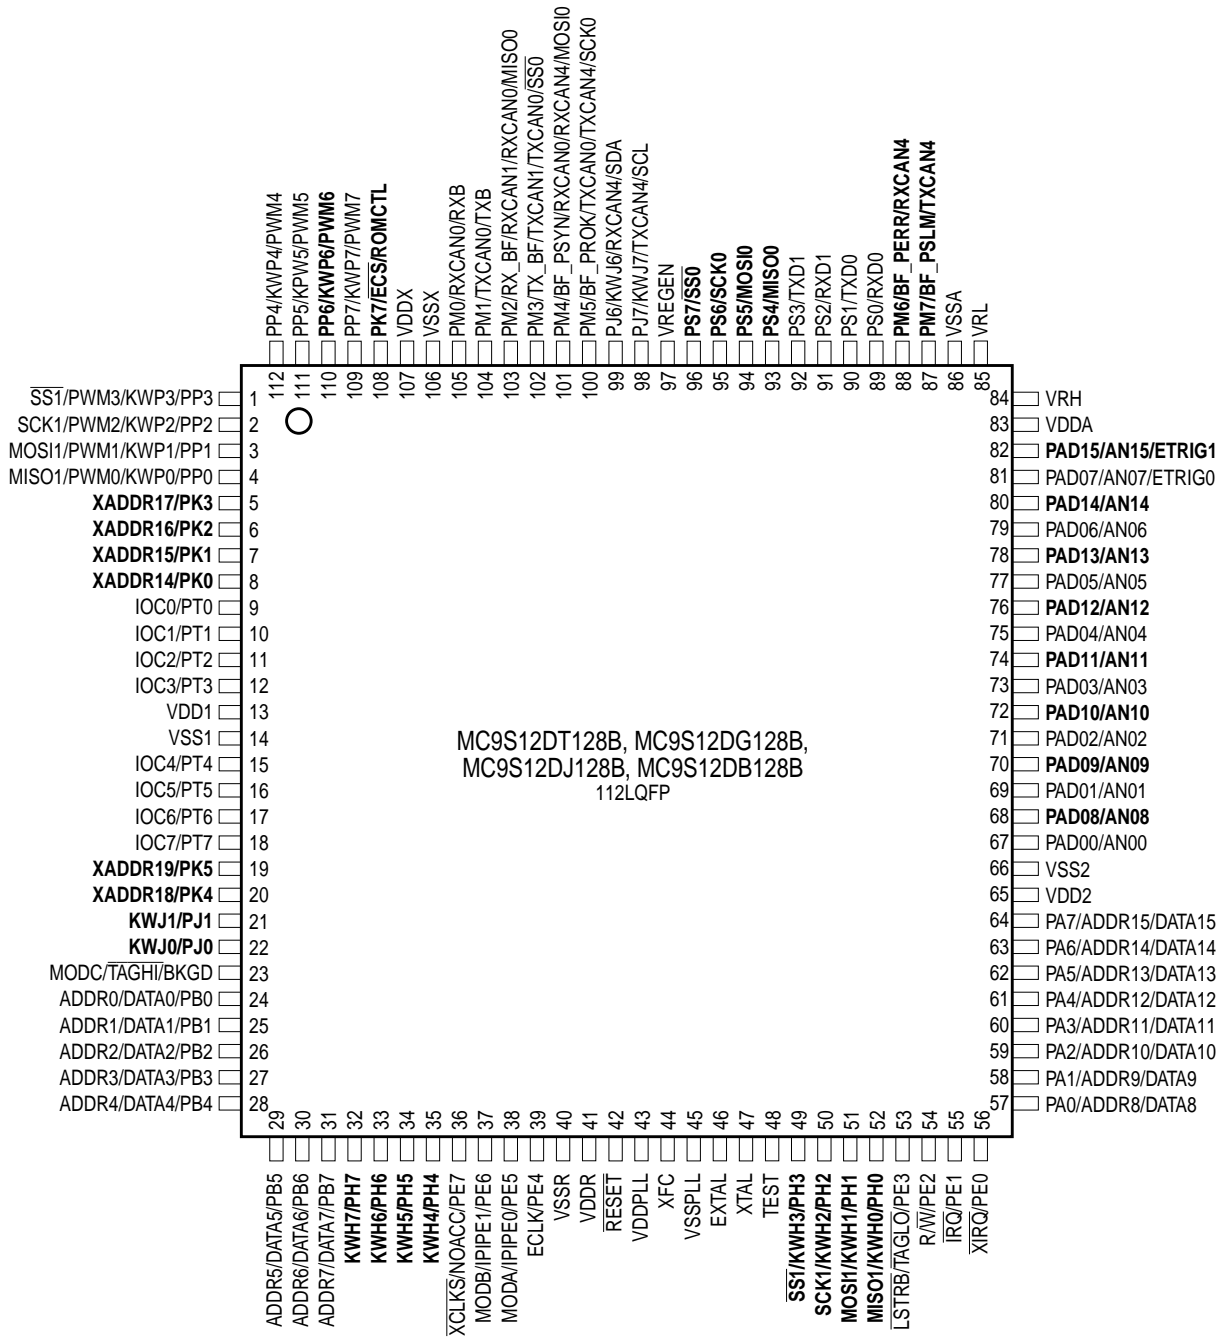 PP4/KWP4/PWM4
PP5/KPW5/PWM5
PP6/KWP6/PWM6
PP7/KWP7/PWM7
PK7/ECS/ROMCTL
VDDX
VSSX
PM0/RXCAN0/RXB
PM1/TXCAN0/TXB
PM2/RX_BF/RXCAN1/RXCAN0/MISO0
PM3/TX_BF/TXCAN1/TXCAN0/SS0
PM4/BF_PSYN/RXCAN0/RXCAN4/MOSI0
PM5/BF_PROK/TXCAN0/TXCAN4/SCK0
PJ6/KWJ6/RXCAN4/SDA
PJ7/KWJ7/TXCAN4/SCL
VREGEN
PS7/SS0
PS6/SCK0
PS5/MOSI0
PS4/MISO0
PS3/TXD1
PS2/RXD1
PS1/TXD0
PS0/RXD0
PM6/BF_PERR/RXCAN4
PM7/BF_PSLM/TXCAN4
VSSA
VRL
112
111
110
109
108
107
106
105
104
103
102
101
100
99
98
97
96
95
94
93
92
91
90
89
88
87
86
85
SS1/PWM3/KWP3/PP3 1
SCK1/PWM2/KWP2/PP2 2
MOSI1/PWM1/KWP1/PP1 3
MISO1/PWM0/KWP0/PP0 4
XADDR17/PK3 5
XADDR16/PK2 6
XADDR15/PK1 7
XADDR14/PK0 8
IOC0/PT0 9
IOC1/PT1 10
IOC2/PT2 11
IOC3/PT3 12
VDD1 13
VSS1 14
IOC4/PT4 15
IOC5/PT5 16
IOC6/PT6 17
IOC7/PT7 18
XADDR19/PK5 19
XADDR18/PK4 20
KWJ1/PJ1 21
KWJ0/PJ0 22
MODC/TAGHI/BKGD 23
ADDR0/DATA0/PB0 24
ADDR1/DATA1/PB1 25
ADDR2/DATA2/PB2 26
ADDR3/DATA3/PB3 27
ADDR4/DATA4/PB4 28
MC9S12DT128B, MC9S12DG128B,
MC9S12DJ128B, MC9S12DB128B
112LQFP
84 VRH
83 VDDA
82 PAD15/AN15/ETRIG1
81 PAD07/AN07/ETRIG0
80 PAD14/AN14
79 PAD06/AN06
78 PAD13/AN13
77 PAD05/AN05
76 PAD12/AN12
75 PAD04/AN04
74 PAD11/AN11
73 PAD03/AN03
72 PAD10/AN10
71 PAD02/AN02
70 PAD09/AN09
69 PAD01/AN01
68 PAD08/AN08
67 PAD00/AN00
66 VSS2
65 VDD2
64 PA7/ADDR15/DATA15
63 PA6/ADDR14/DATA14
62 PA5/ADDR13/DATA13
61 PA4/ADDR12/DATA12
60 PA3/ADDR11/DATA11
59 PA2/ADDR10/DATA10
58 PA1/ADDR9/DATA9
57 PA0/ADDR8/DATA8
29
30
31
32
33
34
35
36
37
38
39
40
41
42
43
44
45
46
47
48
49
50
51
52
53
54
55
56
ADDR5/DATA5/PB5
ADDR6/DATA6/PB6
ADDR7/DATA7/PB7
KWH7/PH7
KWH6/PH6
KWH5/PH5
KWH4/PH4
XCLKS/NOACC/PE7
MODB/IPIPE1/PE6
MODA/IPIPE0/PE5
ECLK/PE4
VSSR
VDDR
RESET
VDDPLL
XFC
VSSPLL
EXTAL
XTAL
TEST
SS1/KWH3/PH3
SCK1/KWH2/PH2
MOSI1/KWH1/PH1
MISO1/KWH0/PH0
LSTRB/TAGLO/PE3
R/W/PE2
IRQ/PE1
XIRQ/PE0